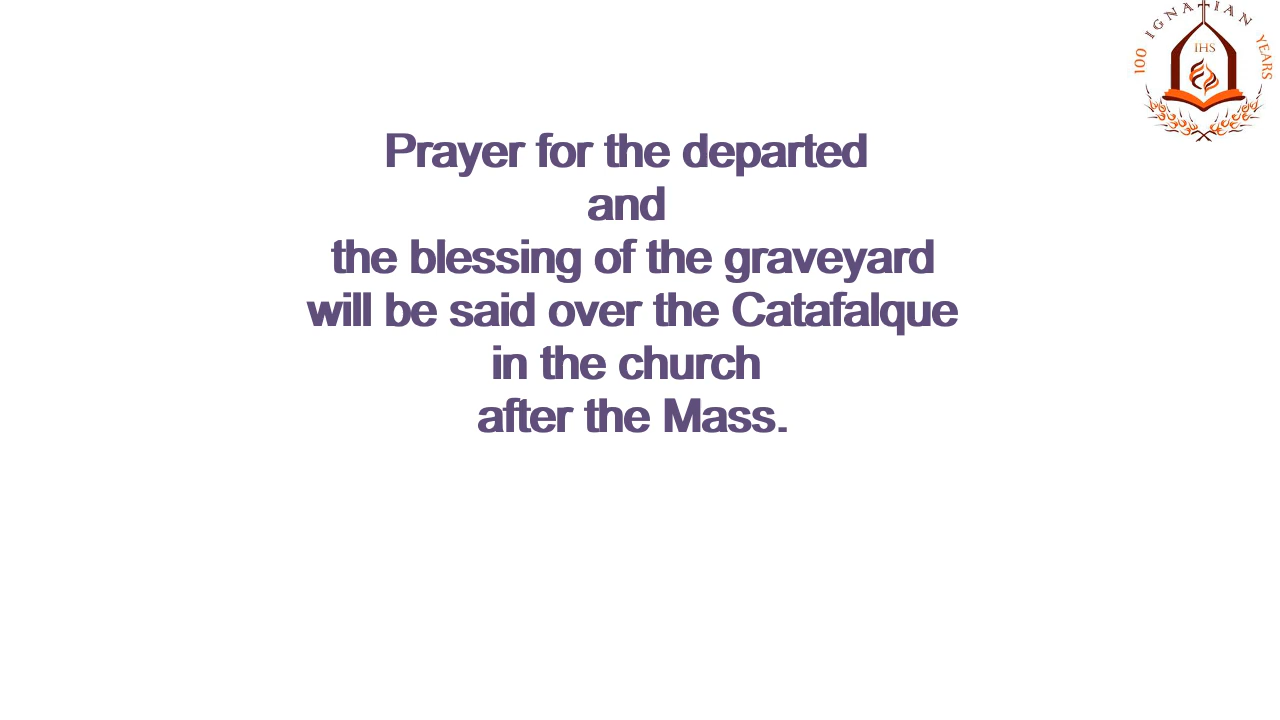 100 IGNATIAN YEARS
IHS
Prayer for the departed
and
the blessing of the graveyard
will be said over the Catafalque
in the church
after the Mass.